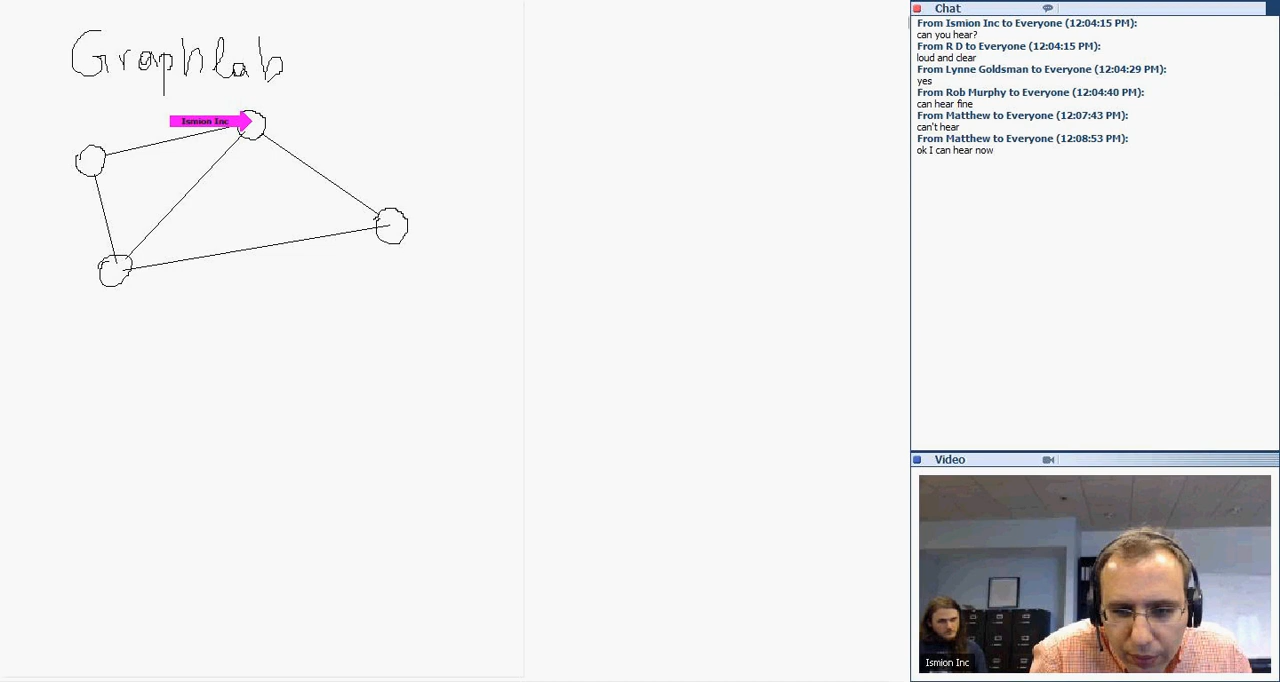 Graphlab
Ismion Inc
Chat
From Ismion Inc to Everyone (12:04:15 PM):
can you hear?
From R D to Everyone (12:04:15 PM):
loud and clear
From Lynne Goldsman to Everyone (12:04:29 PM):
yes
From Rob Murphy to Everyone (12:04:40 PM):
can hear fine
From Matthew to Everyone (12:07:43 PM):
can't hear
From Matthew to Everyone (12:08:53 PM):
ok I can hear now
Video
Ismion Inc